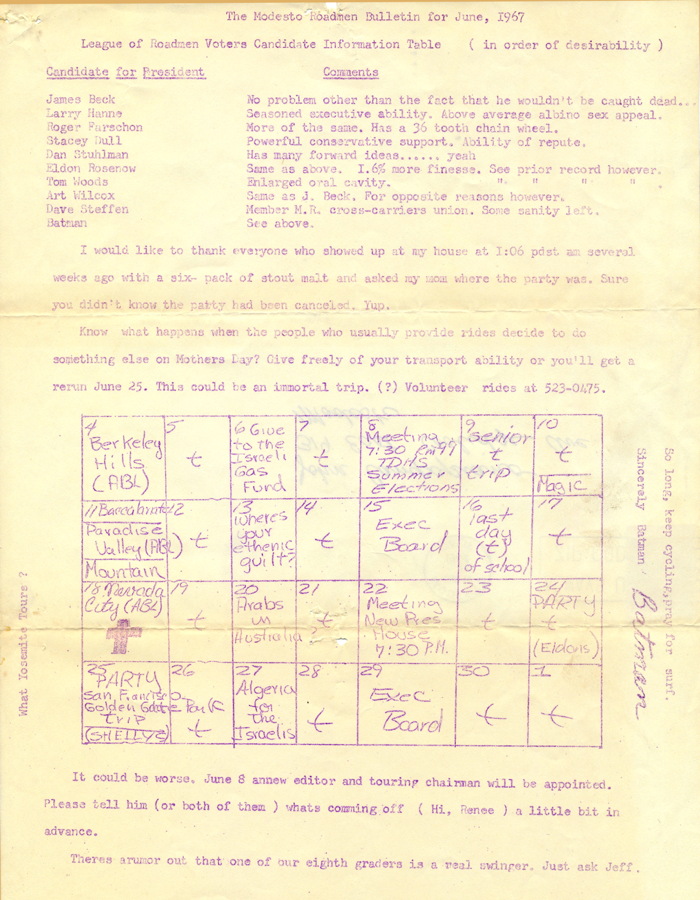 The Modesto Roadmen Bulletin for June, 1967
League of Roadmen Voters Candidate Information Table ( in order of desirability )
Candidate for President Comments
James Beck No problem other than the fact that he wouldn't be caught dead...
Larry Hanne Seasoned executive ability. Above average albino sex appeal.
Roger Farschon More of the same. Has a 36 tooth chain wheel.
Stacey Dull Powerful conservative support. Ability of repute.
Dan Stuhlman Has many forward ideas...... yeah
Eldon Rosenow Same as above. I.6% more finesse. See prior record however.
Tom Woods Enlarged oral cavity. " " " "
Art Wilcox Same as J. Beck. For opposite reasons however.
Dave Steffen Member M.R. cross-carriers union. Some sanity left.
Batman See above.
I would like to thank everyone who showed up at my house at I:06 pdst am several
weeks ago with a six- pack of stout malt and asked my mom where the party was. Sure
you didn't know the party had been canceled. Yup.
Know what happens when the people who usually provide rides decide to do
something else on Mothers Day? Give freely of your transport ability or you'll get a
rerun June 25. This could be an immortal trip. (?) Volunteer rides at 523-0475.
4 Berkeley Hills (ABL)
5 t
6 Give to the Israeli Gas Fund
7 t
8 Meeting 7:30 Pm TDHS Summer Elections
9 senior t trip
10 t Magic
11 Baccabrato Paradise Valley (ABL) Mountain
12 t
13 Where's your ethenic guilt?
14 t
15 Exec Board
16 last day (t) of school
17 t
18 Nevada City (ABL)
19 t
20 Arabs in Australia?
21 t
22 Meeting New Pres House 7:30 P.M.
23 t
24 PARTY t (Eldons)
25 PARTY San Francisco Golden Gate Park trip (SHELLYS)
26 t
27 Algeria for the Israelis
28 t
29 Exec Board
30 t
1 t
What Yosemite Tours ?
So long, keep cycling, pray for surf.
Sincerely Batman
Batman
It could be worse. June 8 annew editor and touring chairman will be appointed.
Please tell him (or both of them ) whats comming off ( Hi, Renee ) a little bit in
advance.
Theres arumor out that one of our eighth graders is a real swinger. Just ask Jeff.